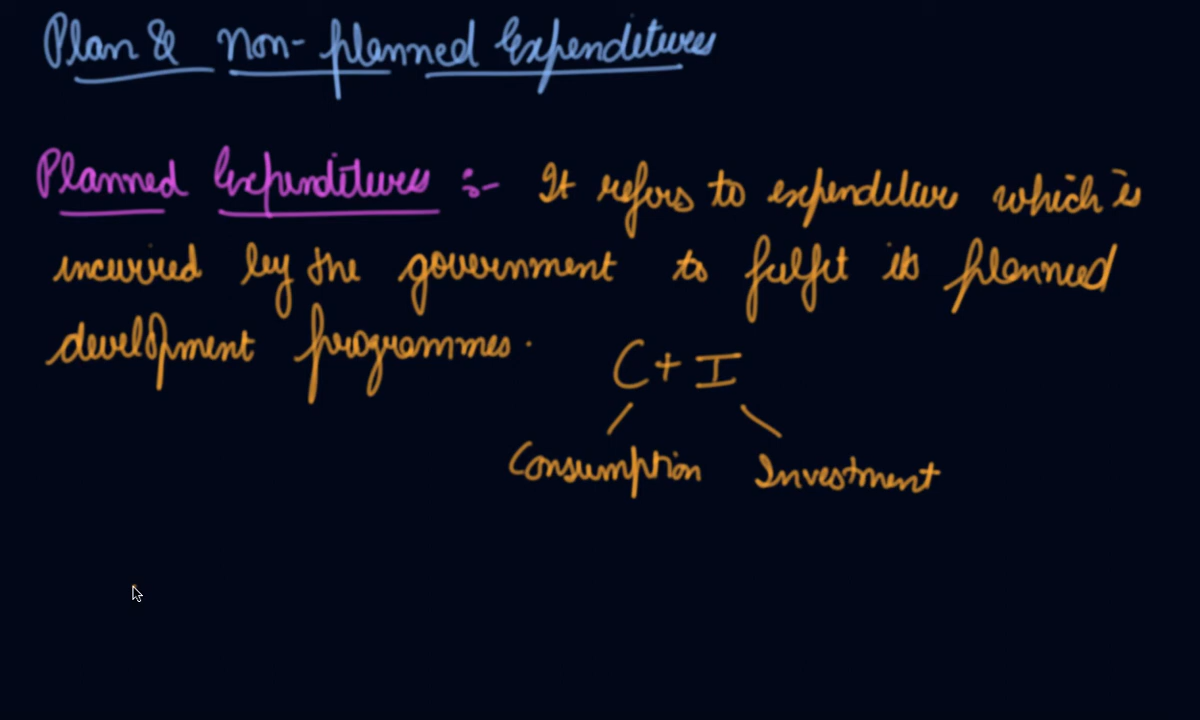 Plan & non-planned Expenditures
Planned Expenditures :- It refers to expenditure which is
incurred by the government to fulfil its planned
development programmes.
C + I
Consumption Investment